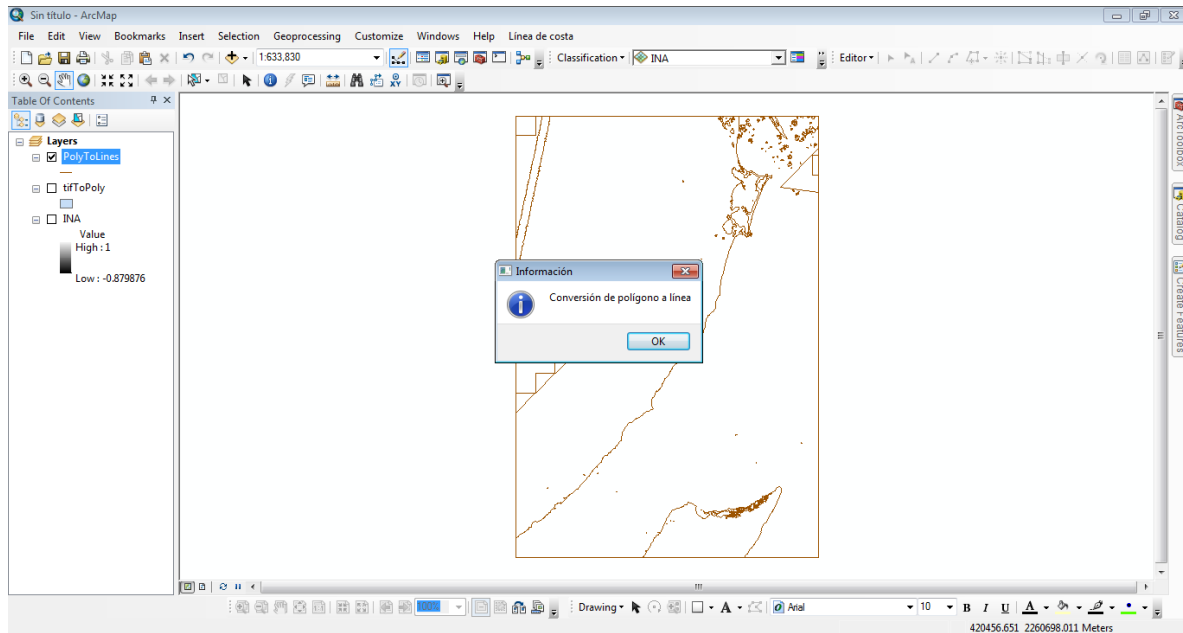 Sin título - ArcMap
File Edit View Bookmarks Insert Selection Geoprocessing Customize Windows Help Línea de costa
1:633,830 Classification INA Editor
Table Of Contents
Layers
PolyToLines
tifToPoly
INA
Value
High : 1
Low : -0.879876
Información
Conversión de polígono a línea
OK
ArcToolbox
Catalog
Create Features
100%
Drawing A Arial 10 B I U A
420456.651 2260698.011 Meters